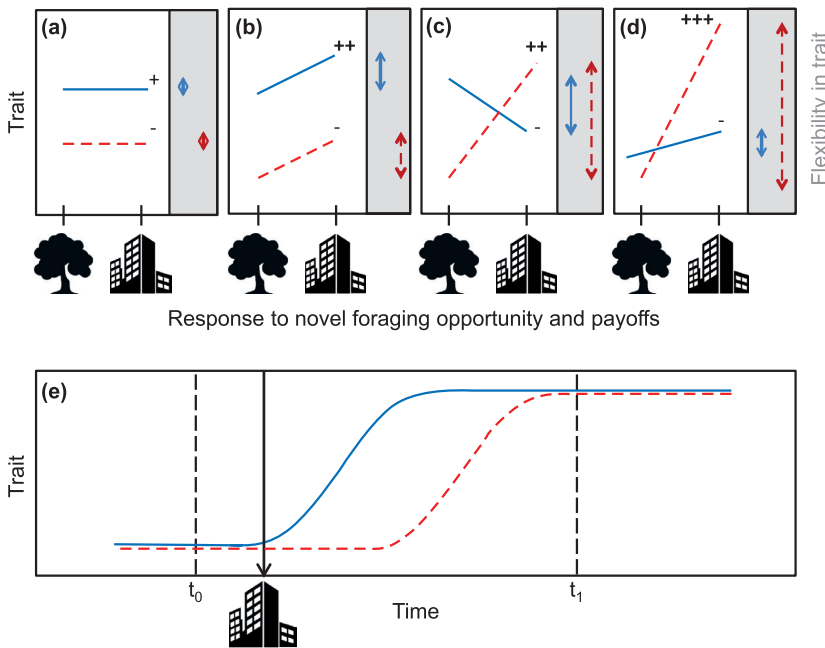 (a)
(b)
(c)
(d)
Trait
+
-
++
-
++
-
+++
-
Flexibility in trait
Response to novel foraging opportunity and payoffs
(e)
Trait
t0
t1
Time